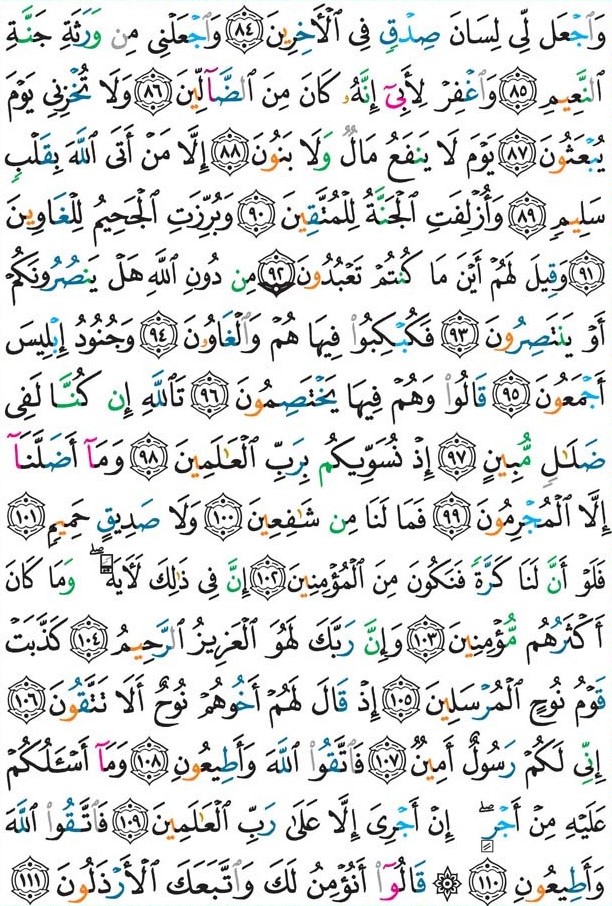 وَٱجْعَل لِّى لِسَانَ صِدْقٍ فِى ٱلْأَخِرِينَ ٨٤ وَٱجْعَلْنِى مِن وَرَثَةِ جَنَّةِ
ٱلنَّعِيمِ ٨٥ وَٱغْفِرْ لِأَبِىٓ إِنَّهُۥ كَانَ مِنَ ٱلضَّآلِّينَ ٨٦ وَلَا تُخْزِنِى يَوْمَ
يُبْعَثُونَ ٨٧ يَوْمَ لَا يَنفَعُ مَالٌ وَلَا بَنُونَ ٨٨ إِلَّا مَنْ أَتَى ٱللَّهَ بِقَلْبٍ
سَلِيمٍ ٨٩ وَأُزْلِفَتِ ٱلْجَنَّةُ لِلْمُتَّقِينَ ٩٠ وَبُرِّزَتِ ٱلْجَحِيمُ لِلْغَاوِينَ
٩١ وَقِيلَ لَهُمْ أَيْنَ مَا كُنتُمْ تَعْبُدُونَ ٩٢ مِن دُونِ ٱللَّهِ هَلْ يَنصُرُونَكُمْ
أَوْ يَنتَصِرُونَ ٩٣ فَكُبْكِبُوا۟ فِيهَا هُمْ وَٱلْغَاوُۥنَ ٩٤ وَجُنُودُ إِبْلِيسَ
أَجْمَعُونَ ٩٥ قَالُوا۟ وَهُمْ فِيهَا يَخْتَصِمُونَ ٩٦ تَٱللَّهِ إِن كُنَّا لَفِى
ضَلَـٰلٍ مُّبِينٍ ٩٧ إِذْ نُسَوِّيكُم بِرَبِّ ٱلْعَـٰلَمِينَ ٩٨ وَمَآ أَضَلَّنَآ
إِلَّا ٱلْمُجْرِمُونَ ٩٩ فَمَا لَنَا مِن شَـٰفِعِينَ ١٠٠ وَلَا صَدِيقٍ حَمِيمٍ ١٠١
فَلَوْ أَنَّ لَنَا كَرَّةً فَنَكُونَ مِنَ ٱلْمُؤْمِنِينَ ١٠٢ إِنَّ فِى ذَٰلِكَ لَأَيَةً ۖ وَمَا كَانَ
أَكْثَرُهُم مُّؤْمِنِينَ ١٠٣ وَإِنَّ رَبَّكَ لَهُوَ ٱلْعَزِيزُ ٱلرَّحِيمُ ١٠٤ كَذَّبَتْ
قَوْمُ نُوحٍ ٱلْمُرْسَلِينَ ١٠٥ إِذْ قَالَ لَهُمْ أَخُوهُمْ نُوحٌ أَلَا تَتَّقُونَ ١٠٦
إِنِّى لَكُمْ رَسُولٌ أَمِينٌ ١٠٧ فَٱتَّقُوا۟ ٱللَّهَ وَأَطِيعُونِ ١٠٨ وَمَآ أَسْـَٔلُكُمْ
عَلَيْهِ مِنْ أَجْرٍ ۖ إِنْ أَجْرِىَ إِلَّا عَلَىٰ رَبِّ ٱلْعَـٰلَمِينَ ١٠٩ فَٱتَّقُوا۟ ٱللَّهَ
وَأَطِيعُونِ ١١٠ ۞ قَالُوٓا۟ أَنُؤْمِنُ لَكَ وَٱتَّبَعَكَ ٱلْأَرْذَلُونَ ١١١